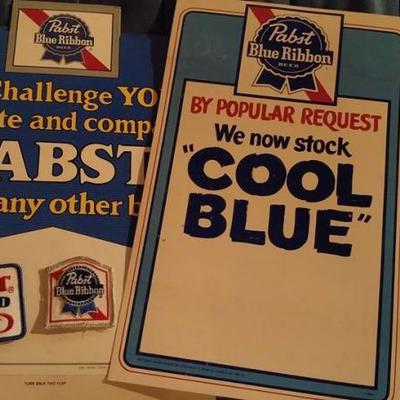 Pabst
Blue Ribbon
BEER
Challenge YO
te and comp
ABST
any other b
Pabst
Blue Ribbon
TURN BACK THIS FLAP
Pabst
Blue Ribbon
BEER
BY POPULAR REQUEST
We now stock
"COOL
BLUE"